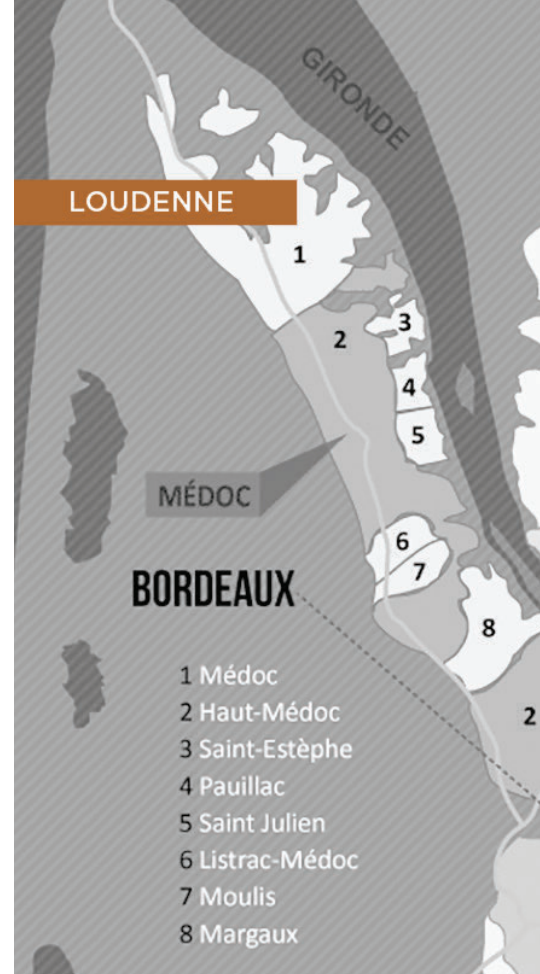 GIRONDE
LOUDENNE
1
2
3
4
5
MÉDOC
6
7
BORDEAUX
8
2
1 Médoc
2 Haut-Médoc
3 Saint-Estèphe
4 Pauillac
5 Saint Julien
6 Listrac-Médoc
7 Moulis
8 Margaux